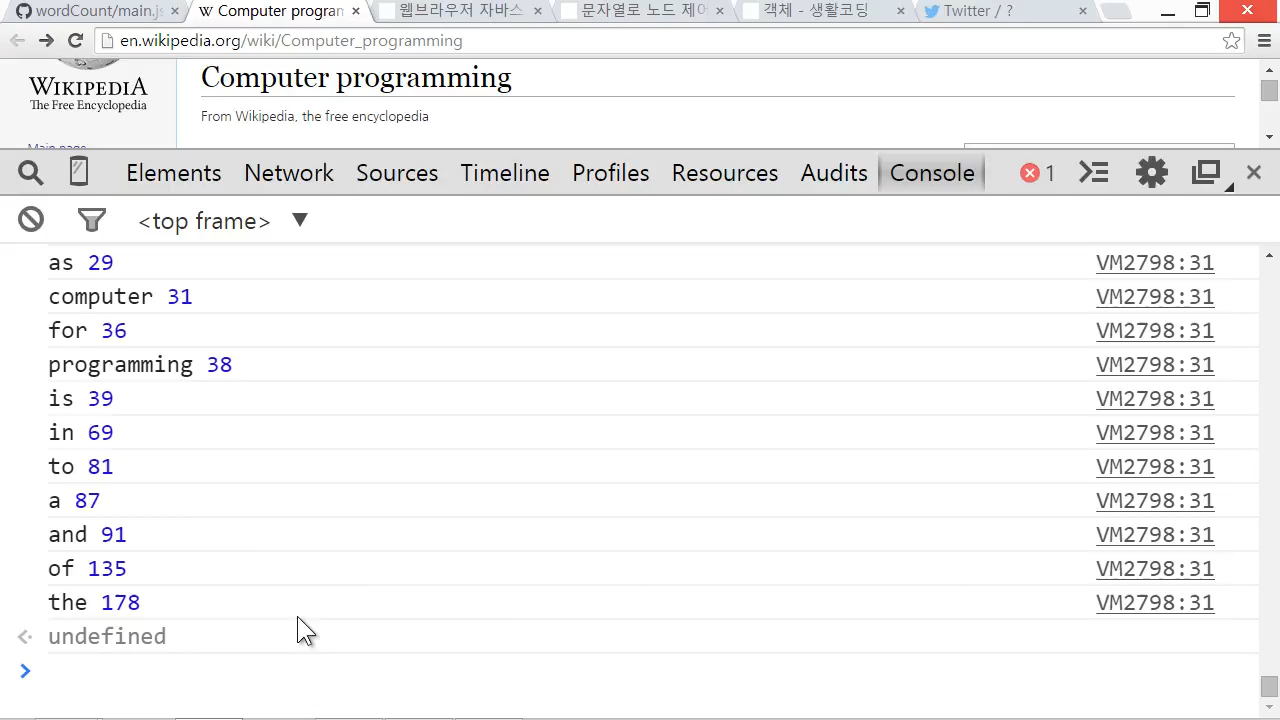 wordCount/main.js
Computer program
웹브라우저 자바스
문자열로 노드 제어
객체 - 생활코딩
Twitter / ?
en.wikipedia.org/wiki/Computer_programming
WIKIPEDIA
The Free Encyclopedia
Main page
Computer programming
From Wikipedia, the free encyclopedia
Elements Network Sources Timeline Profiles Resources Audits Console 1
<top frame> ▼
as 29 VM2798:31
computer 31 VM2798:31
for 36 VM2798:31
programming 38 VM2798:31
is 39 VM2798:31
in 69 VM2798:31
to 81 VM2798:31
a 87 VM2798:31
and 91 VM2798:31
of 135 VM2798:31
the 178 VM2798:31
undefined